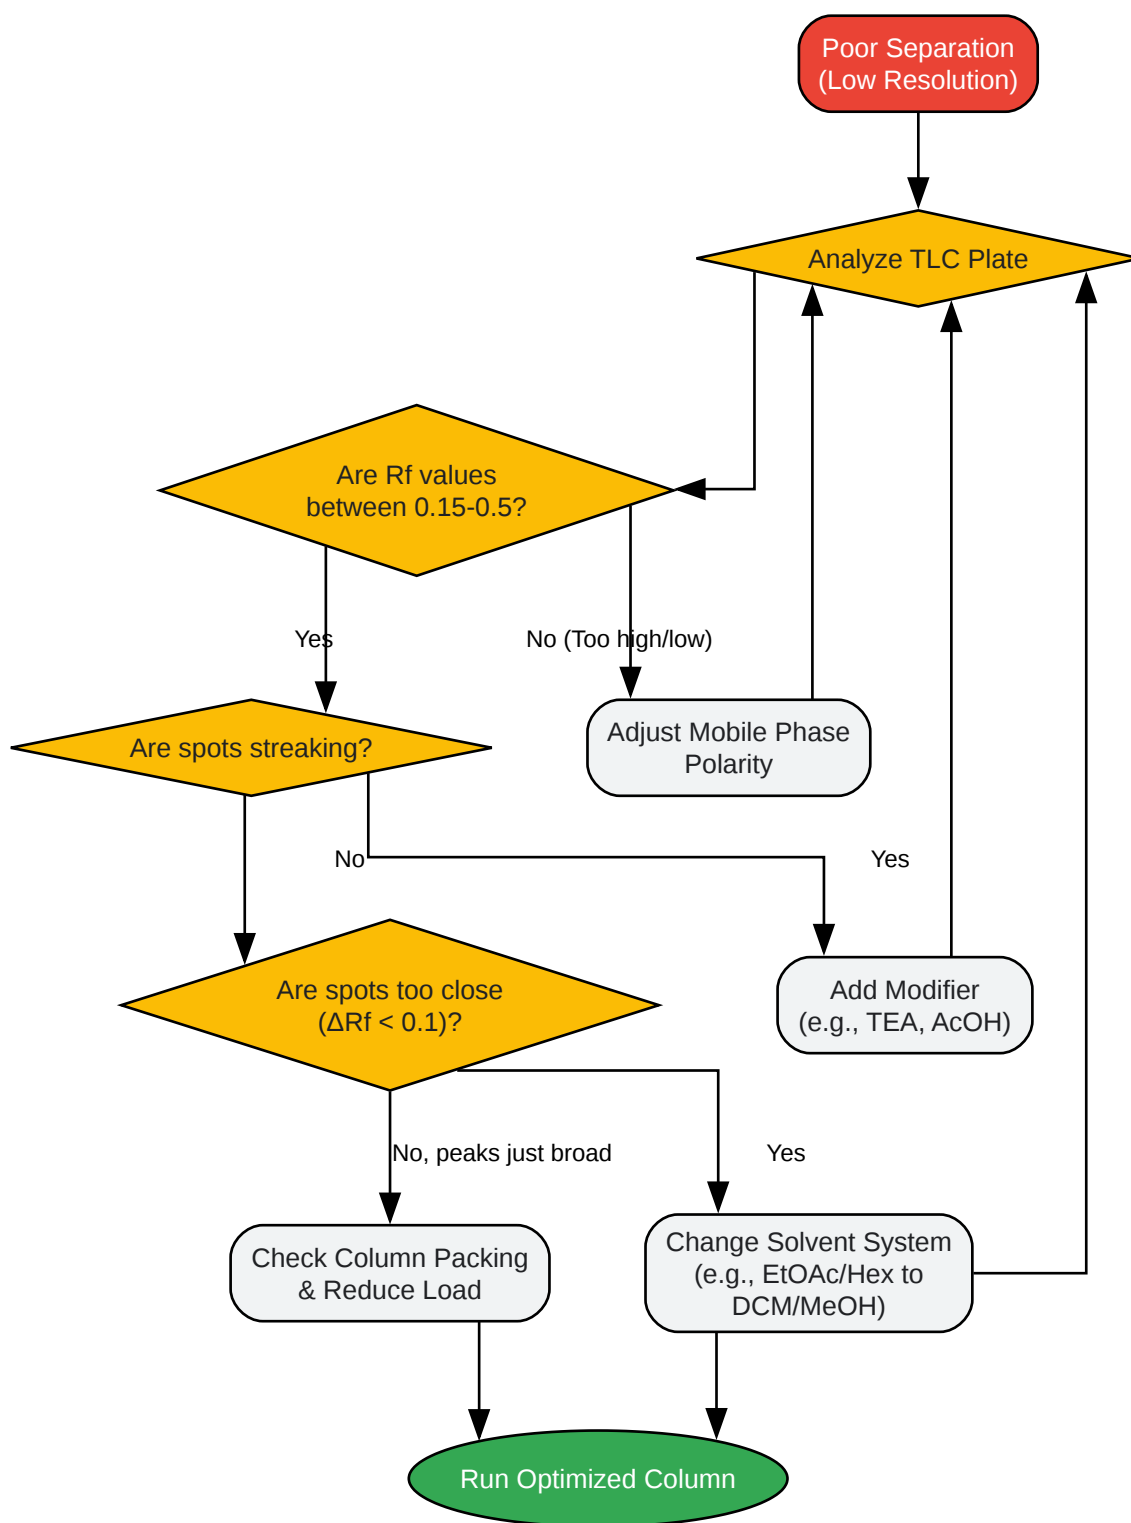 Poor Separation
(Low Resolution)
Analyze TLC Plate
Are Rf values
between 0.15-0.5?
Yes
No (Too high/low)
Are spots streaking?
Adjust Mobile Phase
Polarity
No
Yes
Are spots too close
(ΔRf < 0.1)?
Add Modifier
(e.g., TEA, AcOH)
No, peaks just broad
Yes
Check Column Packing
& Reduce Load
Change Solvent System
(e.g., EtOAc/Hex to
DCM/MeOH)
Run Optimized Column